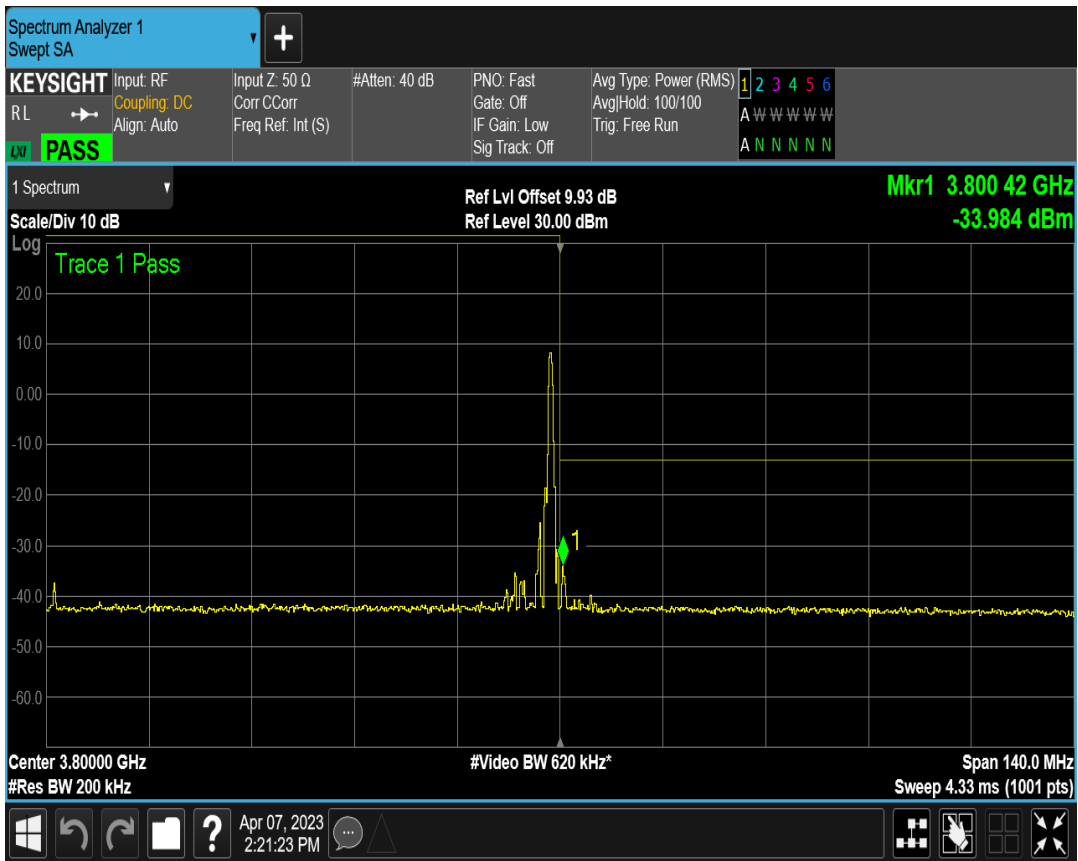 Spectrum Analyzer 1
Swept SA
+
KEYSIGHT
RL
LXI PASS
Input: RF
Coupling: DC
Align: Auto
Input Z: 50 Ω
Corr CCorr
Freq Ref: Int (S)
#Atten: 40 dB
PNO: Fast
Gate: Off
IF Gain: Low
Sig Track: Off
Avg Type: Power (RMS)
Avg|Hold: 100/100
Trig: Free Run
1 2 3 4 5 6
A W W W W W
A N N N N N
1 Spectrum
Scale/Div 10 dB
Ref Lvl Offset 9.93 dB
Ref Level 30.00 dBm
Mkr1 3.800 42 GHz
-33.984 dBm
Log
Trace 1 Pass
20.0
10.0
0.00
-10.0
-20.0
-30.0
-40.0
-50.0
-60.0
1
Center 3.80000 GHz
#Res BW 200 kHz
#Video BW 620 kHz*
Span 140.0 MHz
Sweep 4.33 ms (1001 pts)
?
Apr 07, 2023
2:21:23 PM